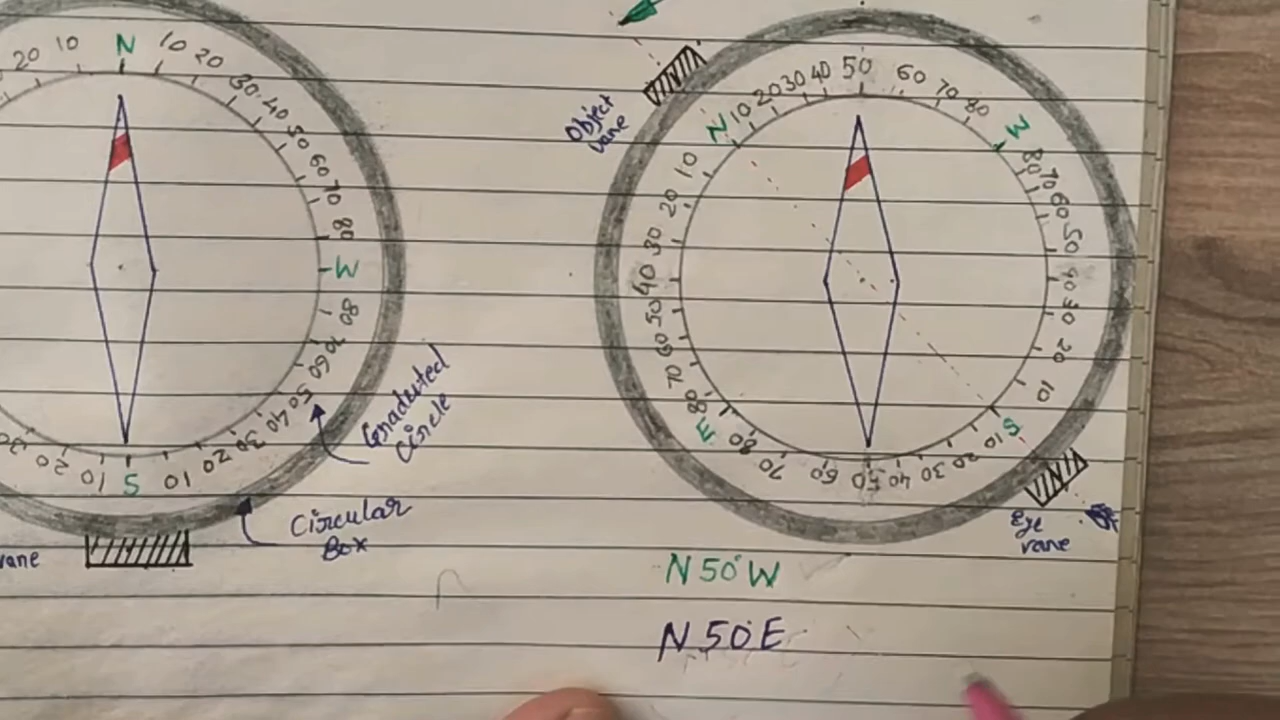 20 10 N 10 20 30 40 50 60 70 80 W 80 70 60 50 40 30 20 10 S 10 20 30
Graduted
Circle
Circular
Box
vane
Object
vane
N 10 20 30 40 50 60 70 80 W 80 70 60 50 40 30 20 10 S 10 20 30 40 50 60 70 80 E 80 70 60 50 40 30 20 10
Eye
vane
N 50° W
N 50° E